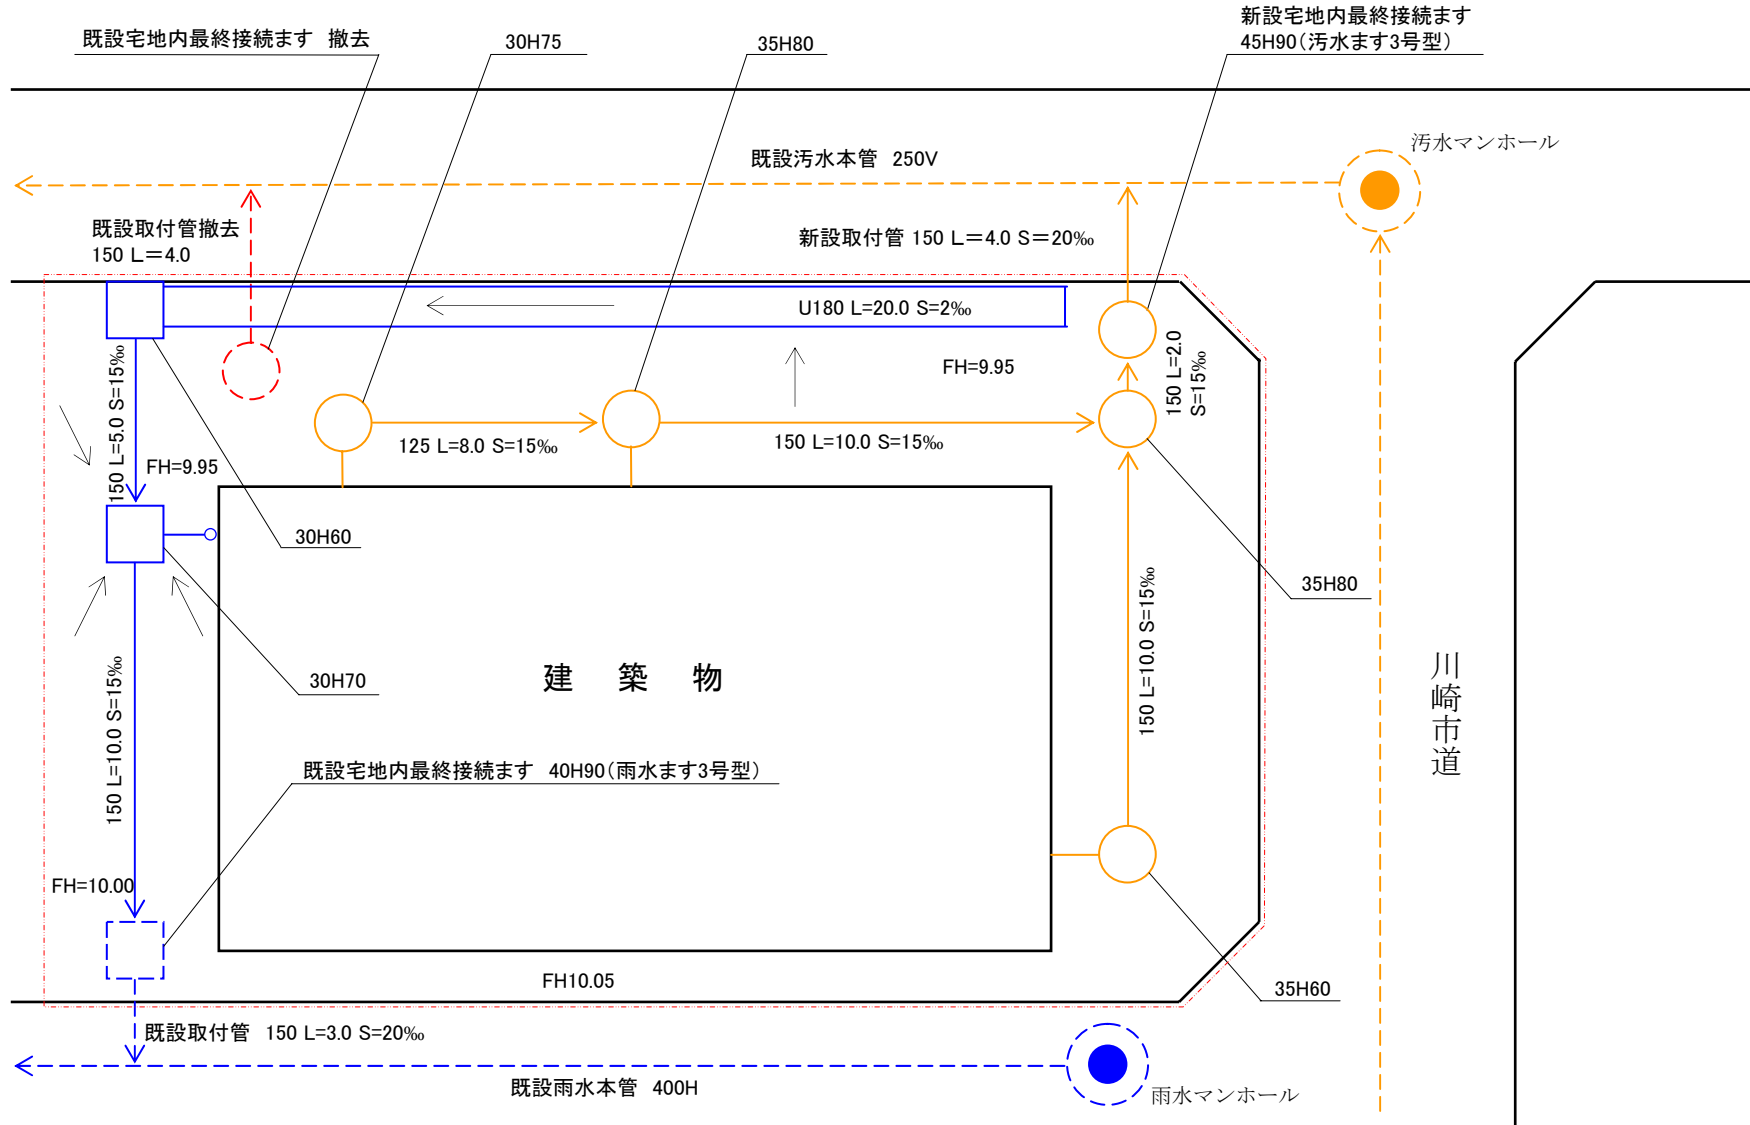 新設宅地内最終接続ます
45H90(汚水ます3号型)
既設宅地内最終接続ます 撤去
30H75
35H80
汚水マンホール
既設汚水本管 250V
既設取付管撤去
150 L=4.0
新設取付管 150 L=4.0 S=20‰
U180 L=20.0 S=2‰
150 L=5.0 S=15‰
FH=9.95
150 L=2.0
S=15‰
125 L=8.0 S=15‰
150 L=10.0 S=15‰
FH=9.95
30H60
35H80
150 L=10.0 S=15‰
30H70
建 築 物
川崎市道
150 L=10.0 S=15‰
既設宅地内最終接続ます 40H90(雨水ます3号型)
FH=10.00
FH10.05
35H60
既設取付管 150 L=3.0 S=20‰
既設雨水本管 400H
雨水マンホール